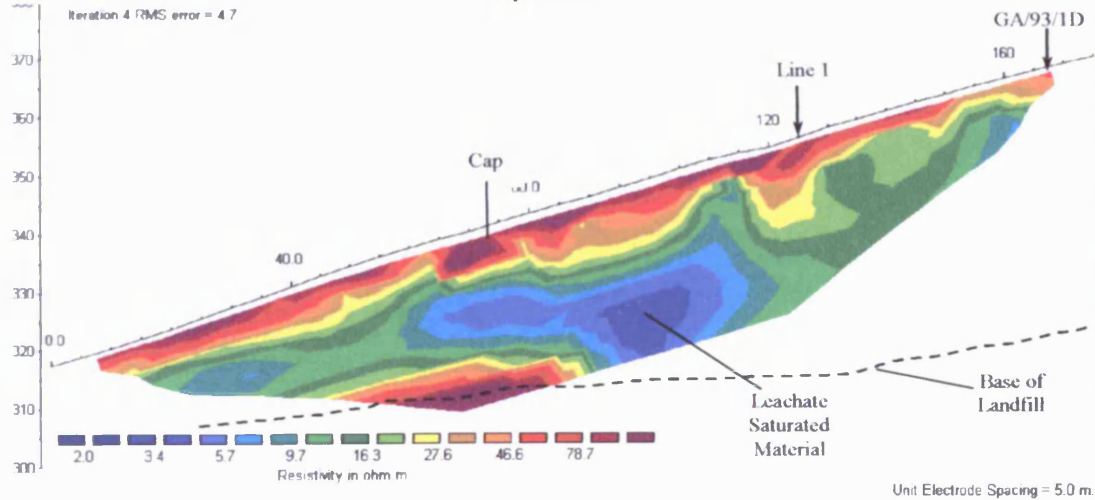 Iteration 4 RMS error = 4.7
GA/93/1D
370
160
Line 1
360
120
Cap
350
340
40.0
330
0.0
320
310
Leachate
Saturated
Material
Base of
Landfill
2.0 3.4 5.7 9.7 16.3 27.6 46.6 78.7
300
Resistivity in ohm m
Unit Electrode Spacing = 5.0 m.